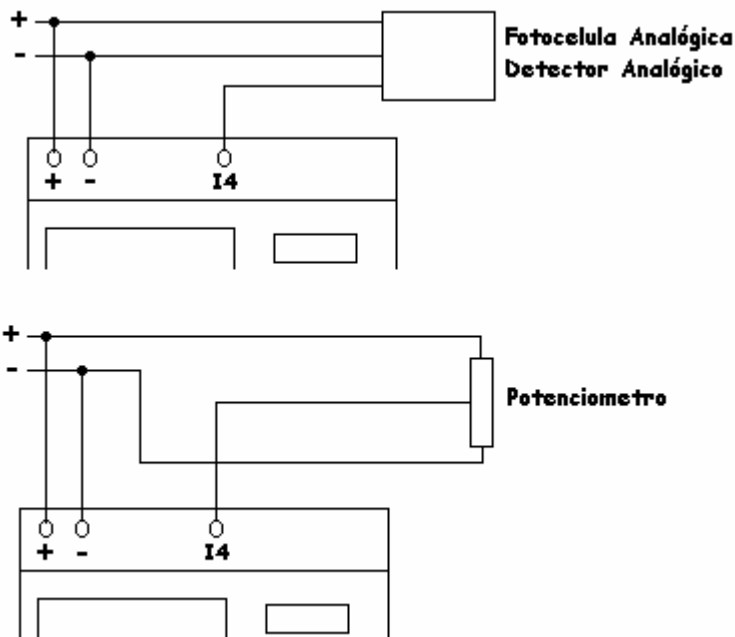 +
-
Fotocelula Analógica
Detector Analógico
+ - I4
+
-
Potenciometro
+ - I4